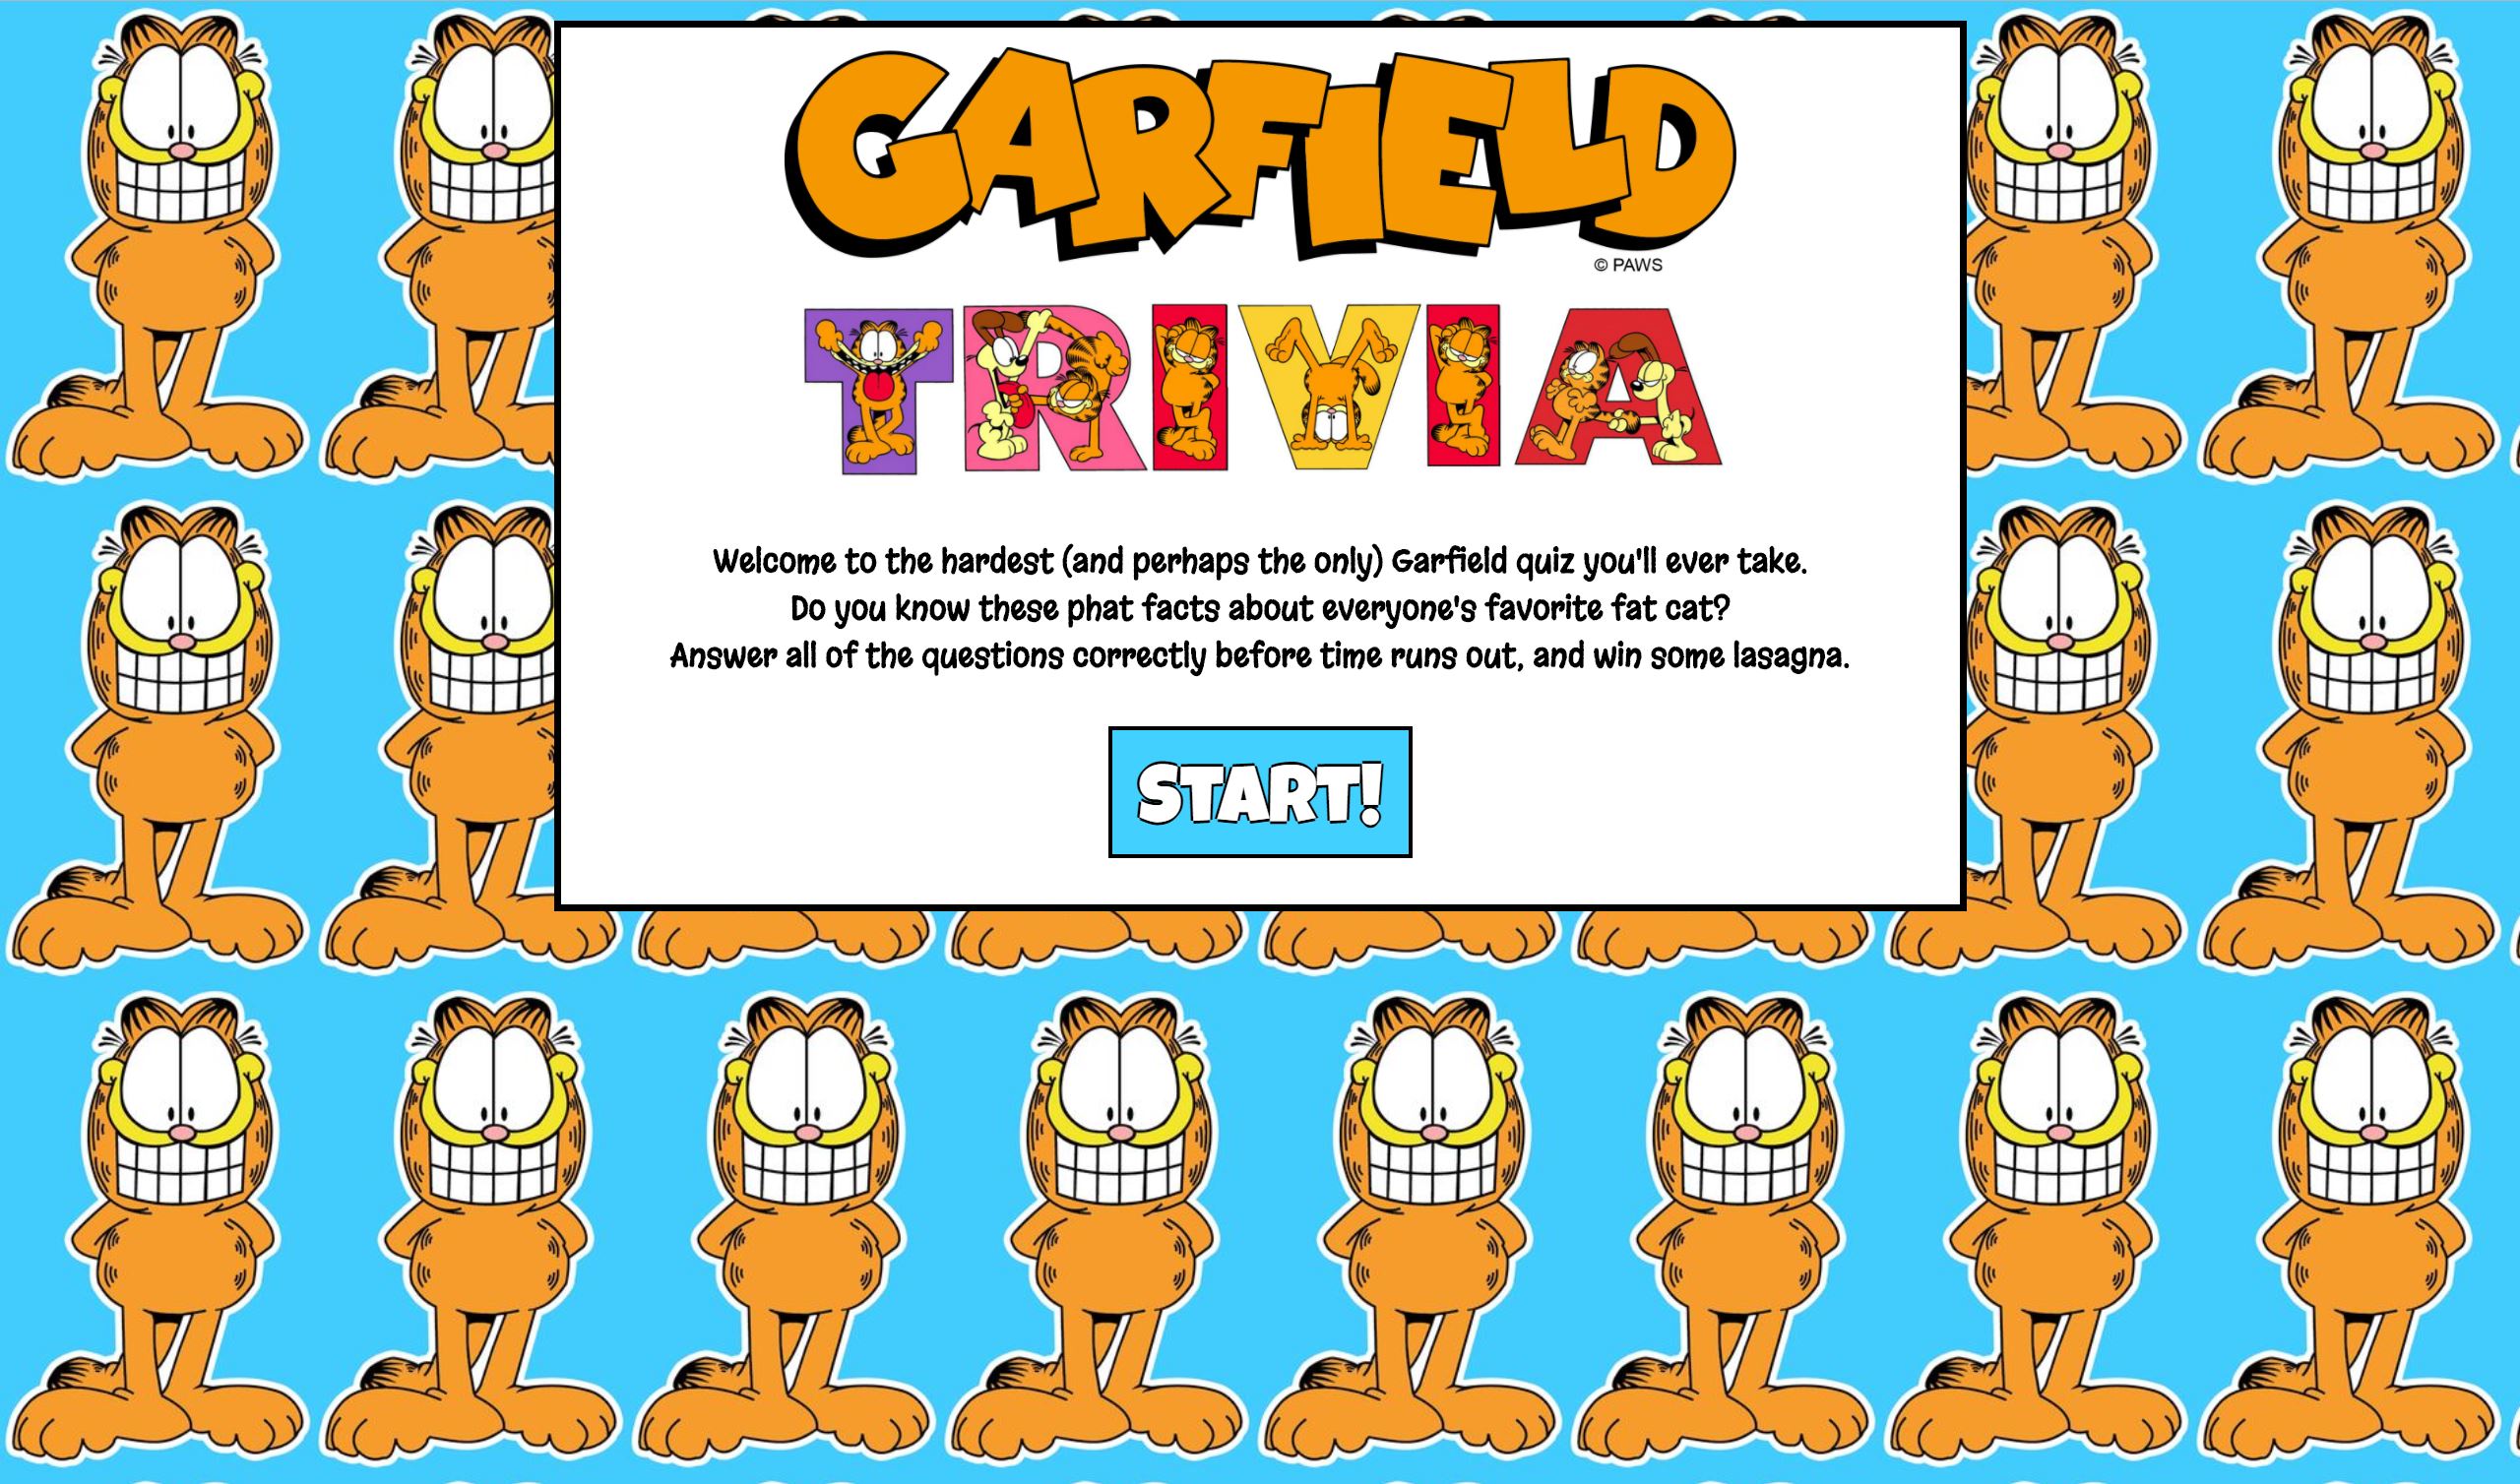 GARFIELD
© PAWS
TRIVIA
Welcome to the hardest (and perhaps the only) Garfield quiz you'll ever take.
Do you know these phat facts about everyone's favorite fat cat?
Answer all of the questions correctly before time runs out, and win some lasagna.
START!